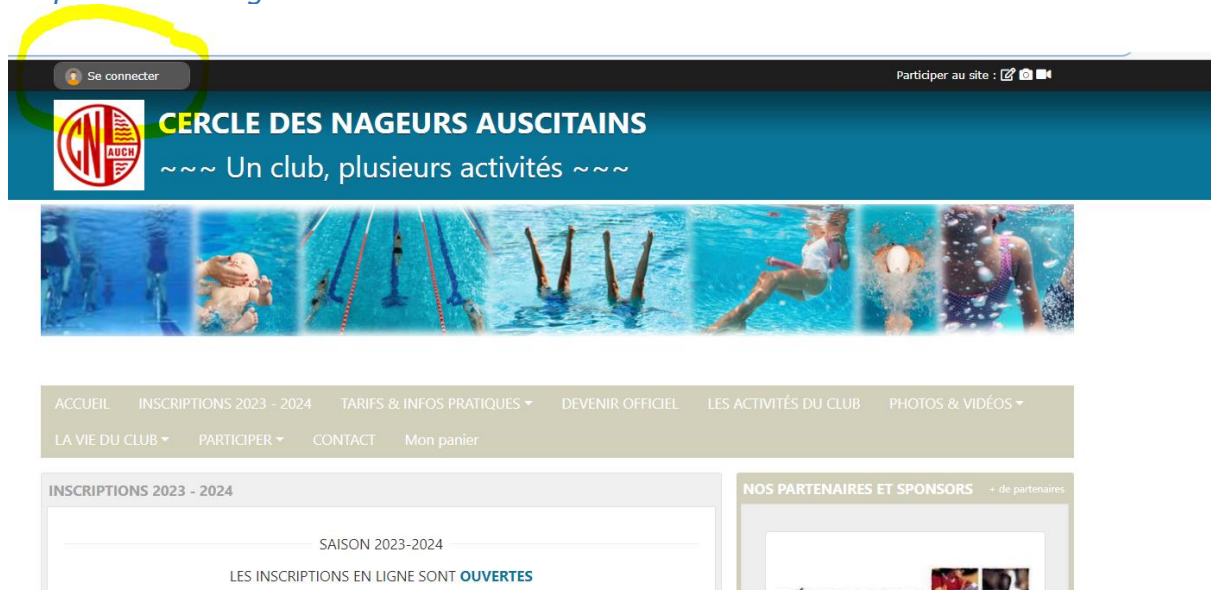 Se connecter
Participer au site :
CNA
AUCH
CERCLE DES NAGEURS AUSCITAINS
~~~ Un club, plusieurs activités ~~~
ACCUEIL INSCRIPTIONS 2023 - 2024 TARIFS & INFOS PRATIQUES DEVENIR OFFICIEL LES ACTIVITÉS DU CLUB PHOTOS & VIDÉOS
LA VIE DU CLUB PARTICIPER CONTACT Mon panier
INSCRIPTIONS 2023 - 2024
NOS PARTENAIRES ET SPONSORS + de partenaires
SAISON 2023-2024
LES INSCRIPTIONS EN LIGNE SONT OUVERTES